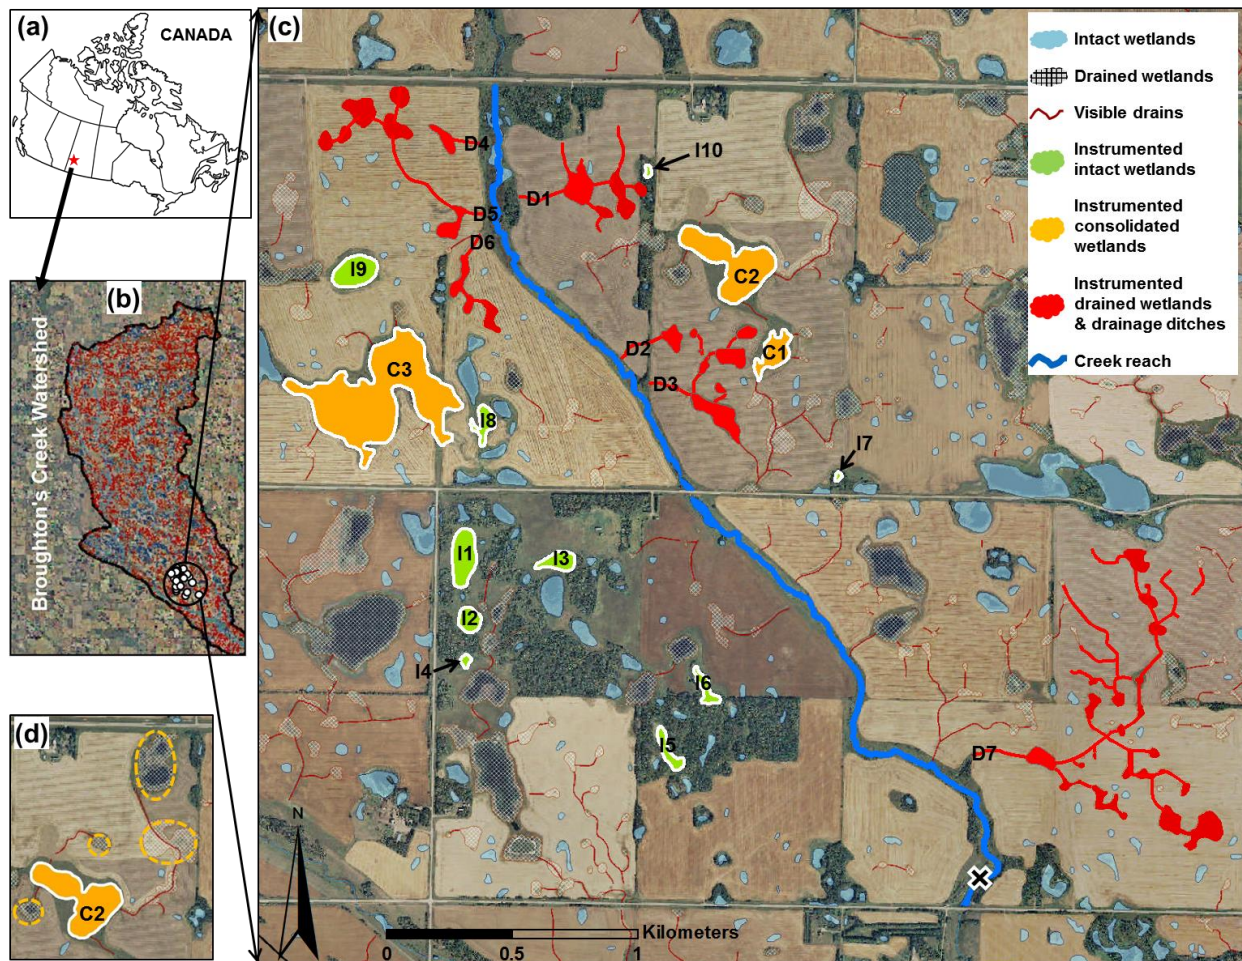 (a)
CANADA
(b)
Broughton's Creek Watershed
(c)
Intact wetlands
Drained wetlands
Visible drains
Instrumented
intact wetlands
Instrumented
consolidated
wetlands
Instrumented
drained wetlands
& drainage ditches
Creek reach
D4
I10
D1
D5
D6
I9
C2
D2
C1
C3
D3
I8
I7
I1
I3
I2
I4
I6
I5
D7
N
Kilometers
0
0.5
1
(d)
C2